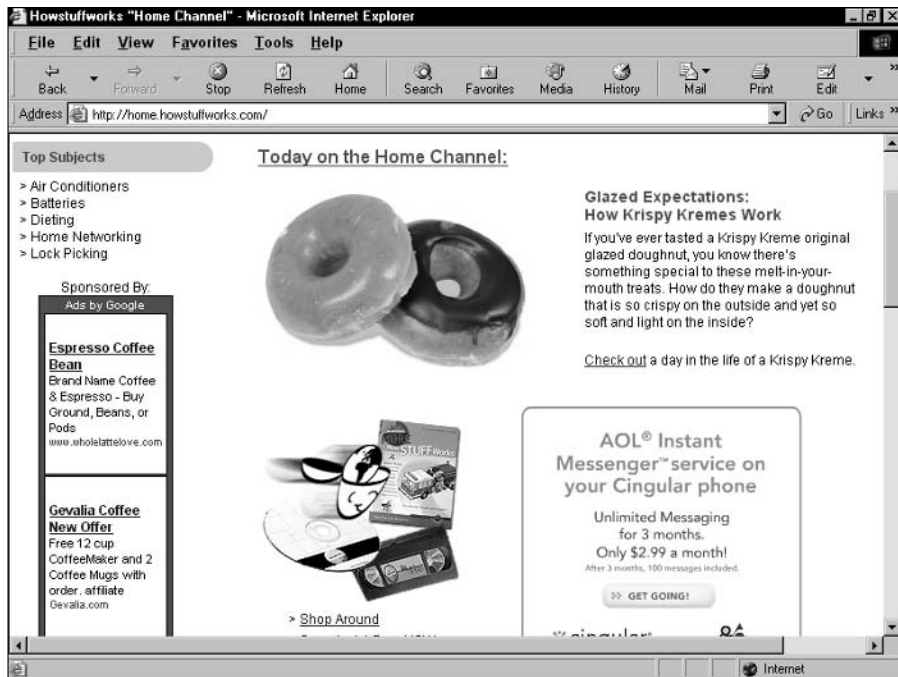 Howstuffworks "Home Channel" - Microsoft Internet Explorer
File Edit View Favorites Tools Help
Back Forward Stop Refresh Home Search Favorites Media History Mail Print Edit
Address http://home.howstuffworks.com/ Go Links »
Top Subjects
> Air Conditioners
> Batteries
> Dieting
> Home Networking
> Lock Picking
Sponsored By:
Ads by Google
Espresso Coffee
Bean
Brand Name Coffee
& Espresso - Buy
Ground, Beans, or
Pods
www.wholelattelove.com
Gevalia Coffee
New Offer
Free 12 cup
CoffeeMaker and 2
Coffee Mugs with
order. affiliate
Gevalia.com
Today on the Home Channel:
Glazed Expectations:
How Krispy Kremes Work
If you've ever tasted a Krispy Kreme original
glazed doughnut, you know there's
something special to these melt-in-your-
mouth treats. How do they make a doughnut
that is so crispy on the outside and yet so
soft and light on the inside?
Check out a day in the life of a Krispy Kreme.
MORE
How STUFF Works
> Shop Around
AOL® Instant
Messenger™ service on
your Cingular phone
Unlimited Messaging
for 3 months.
Only $2.99 a month!
After 3 months, 100 messages included.
>> GET GOING!
cingular
Internet